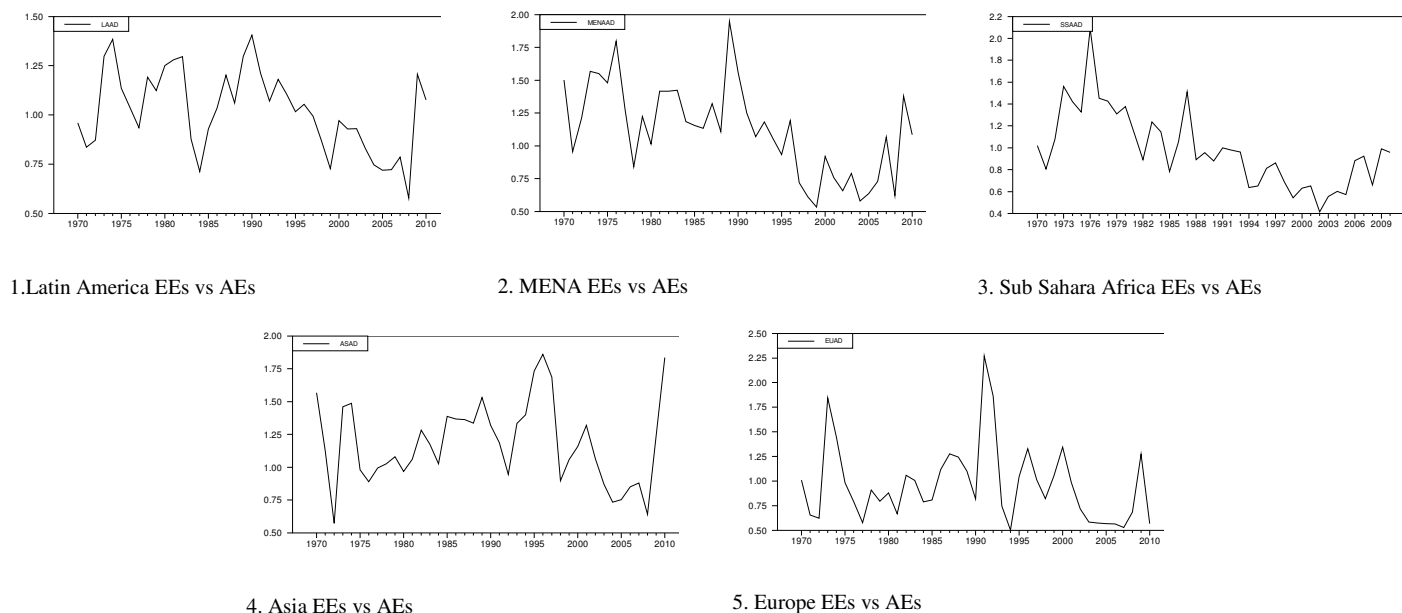 1.50
LAAD
1.25
1.00
0.75
0.50
1970 1975 1980 1985 1990 1995 2000 2005 2010
1.Latin America EEs vs AEs
2.00
MENAAD
1.75
1.50
1.25
1.00
0.75
0.50
1970 1975 1980 1985 1990 1995 2000 2005 2010
2. MENA EEs vs AEs
2.2
SSAAD
2.0
1.8
1.6
1.4
1.2
1.0
0.8
0.6
0.4
1970 1973 1976 1979 1982 1985 1988 1991 1994 1997 2000 2003 2006 2009
3. Sub Sahara Africa EEs vs AEs
2.00
ASAD
1.75
1.50
1.25
1.00
0.75
0.50
1970 1975 1980 1985 1990 1995 2000 2005 2010
4. Asia EEs vs AEs
2.50
EUAD
2.25
2.00
1.75
1.50
1.25
1.00
0.75
0.50
1970 1975 1980 1985 1990 1995 2000 2005 2010
5. Europe EEs vs AEs